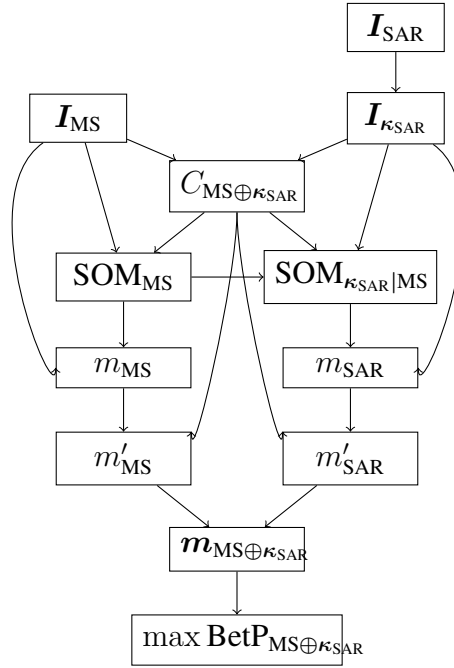 I_SAR
I_MS
I_κSAR
C_MS⊕κSAR
SOM_MS
SOM_κSAR|MS
m_MS
m_SAR
m′_MS
m′_SAR
m_MS⊕κSAR
max BetP_MS⊕κSAR